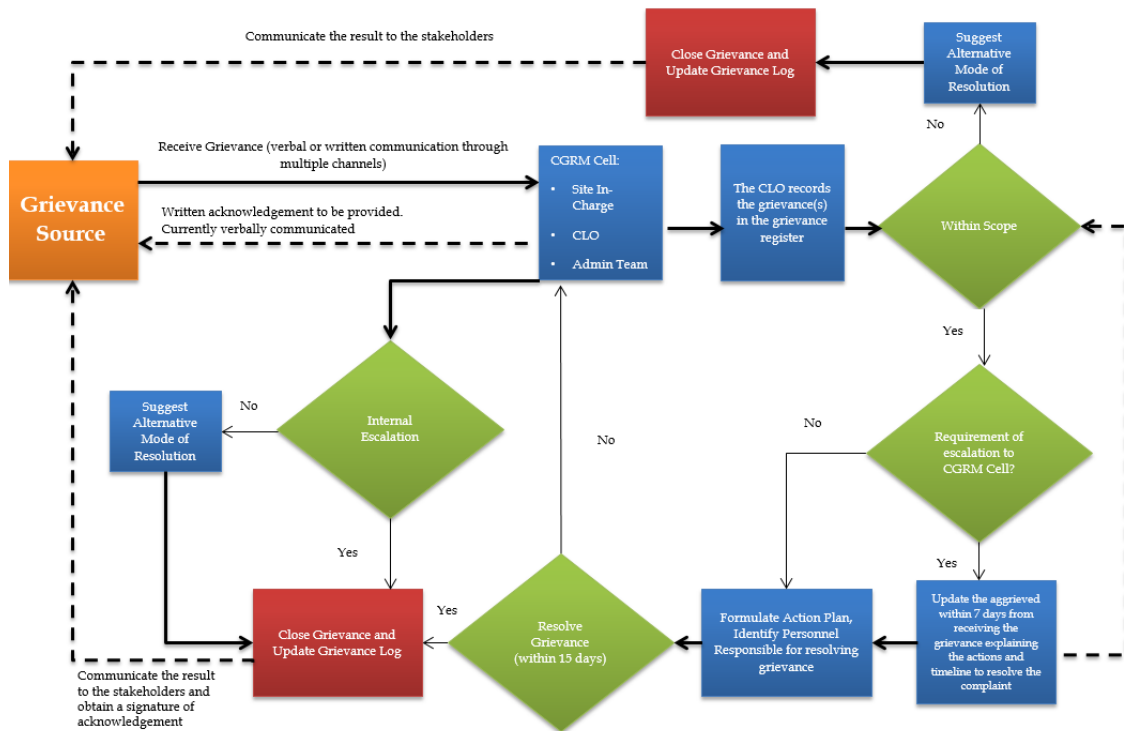 Communicate the result to the stakeholders
Close Grievance and
Update Grievance Log
Suggest
Alternative
Mode of
Resolution
No
Receive Grievance (verbal or written communication through
multiple channels)
Grievance
Source
Written acknowledgement to be provided.
Currently verbally communicated
CGRM Cell:
• Site In-
Charge
• CLO
• Admin Team
The CLO records
the grievance(s)
in the grievance
register
Within Scope
Yes
Suggest
Alternative
Mode of
Resolution
No
Internal
Escalation
No
No
Requirement of
escalation to
CGRM Cell?
Yes
Yes
Close Grievance and
Update Grievance Log
Yes
Resolve
Grievance
(within 15 days)
Formulate Action Plan,
Identify Personnel
Responsible for resolving
grievance
Update the aggrieved
within 7 days from
receiving the
grievance explaining
the actions and
timeline to resolve the
complaint
Communicate the result
to the stakeholders and
obtain a signature of
acknowledgement